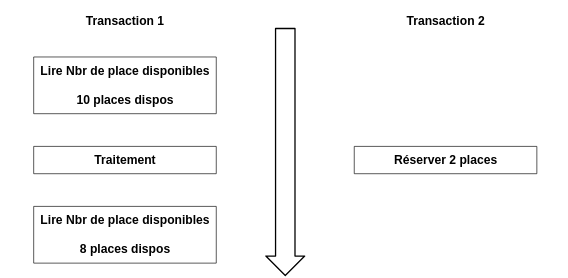 Transaction 1
Transaction 2
Lire Nbr de place disponibles
10 places dispos
Traitement
Réserver 2 places
Lire Nbr de place disponibles
8 places dispos